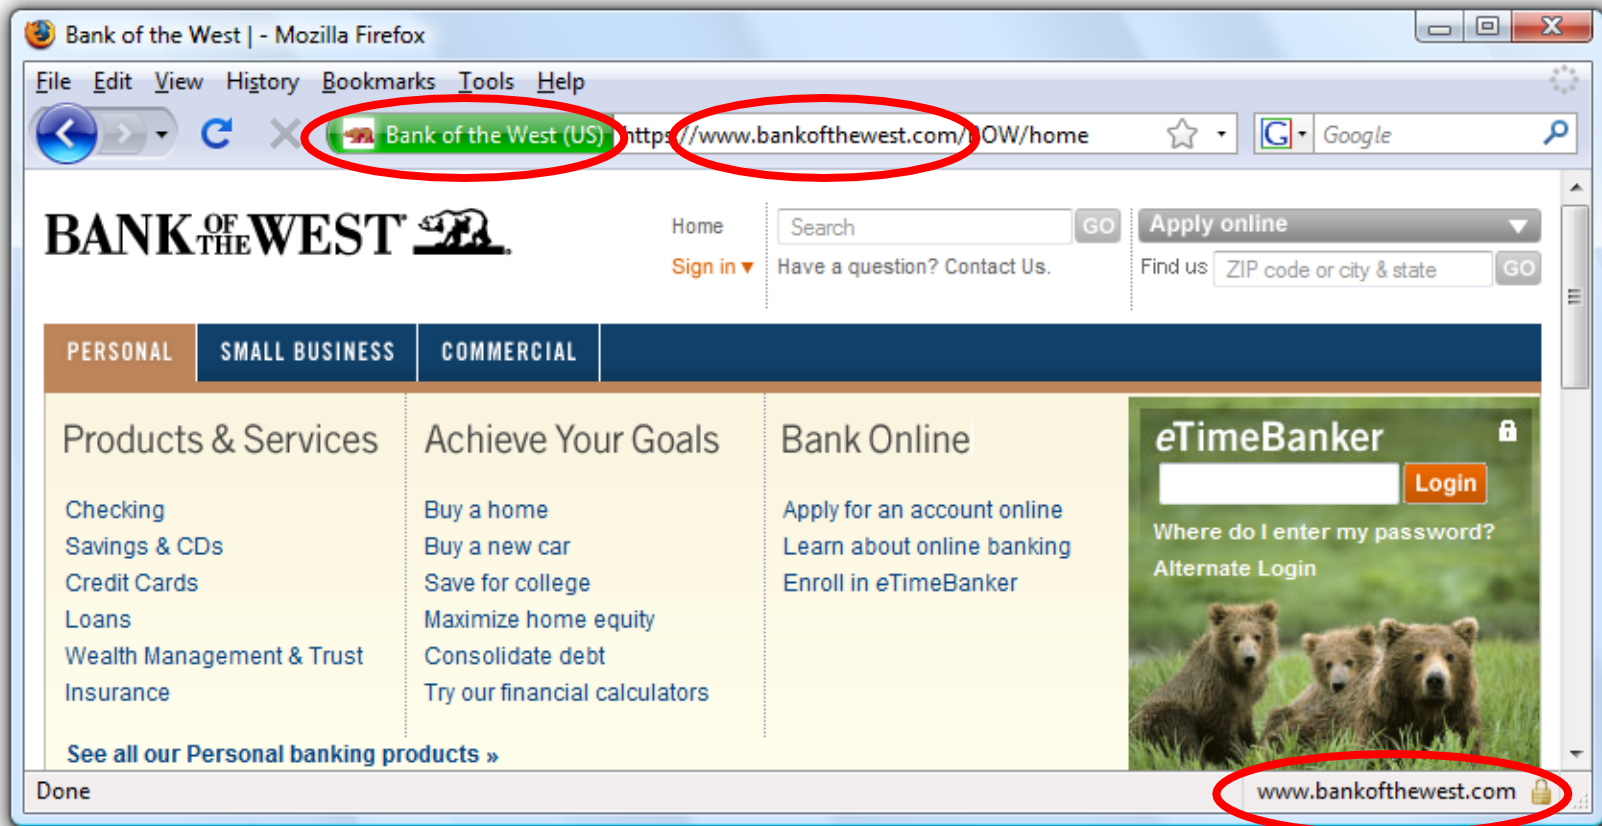 Bank of the West | - Mozilla Firefox
File Edit View History Bookmarks Tools Help
Bank of the West (US) https://www.bankofthewest.com/BOW/home G Google
BANK OF THE WEST
Home Search GO Apply online
Sign in Have a question? Contact Us. Find us ZIP code or city & state GO
PERSONAL SMALL BUSINESS COMMERCIAL
Products & Services
Checking
Savings & CDs
Credit Cards
Loans
Wealth Management & Trust
Insurance
See all our Personal banking products »
Achieve Your Goals
Buy a home
Buy a new car
Save for college
Maximize home equity
Consolidate debt
Try our financial calculators
Bank Online
Apply for an account online
Learn about online banking
Enroll in eTimeBanker
eTimeBanker
Login
Where do I enter my password?
Alternate Login
Done www.bankofthewest.com